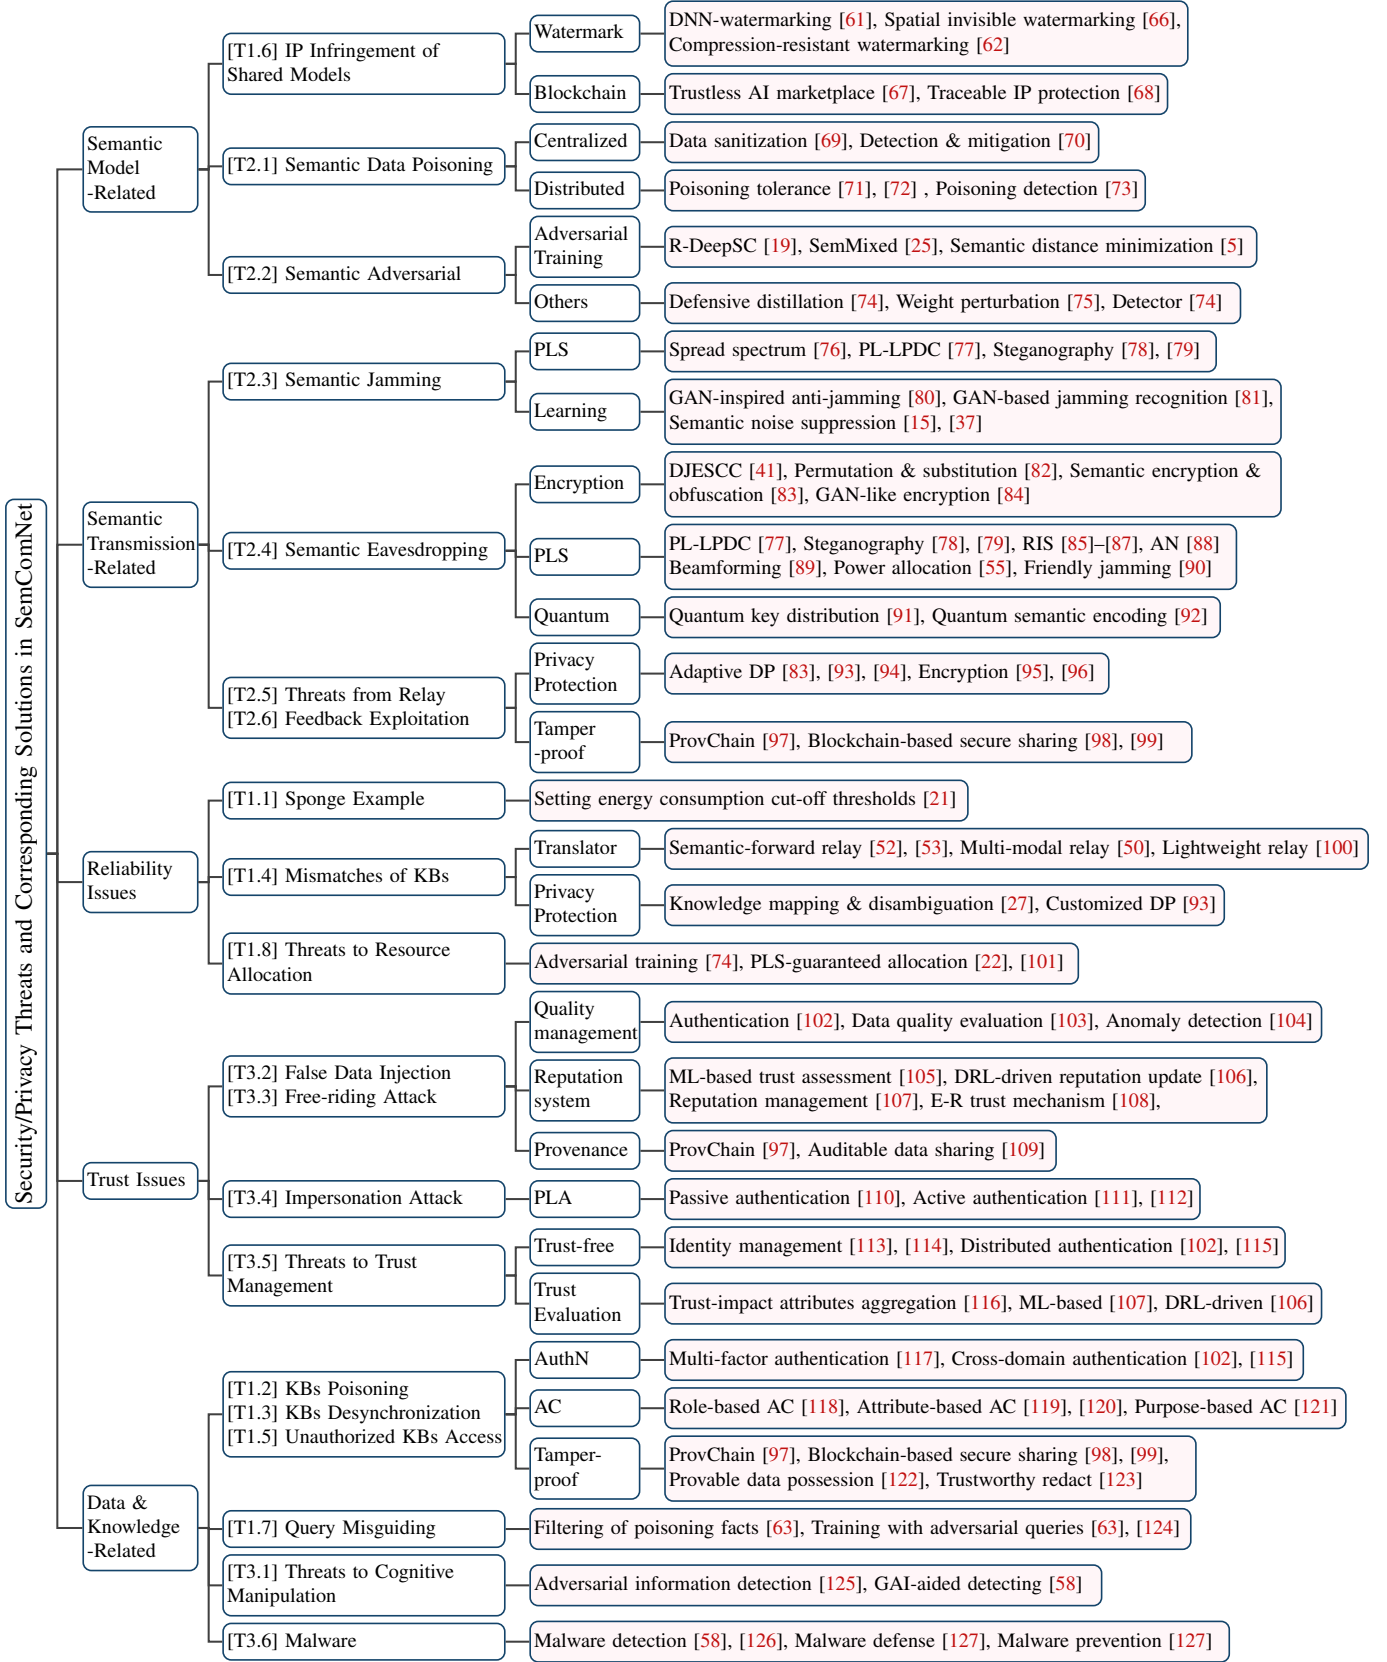 Security/Privacy Threats and Corresponding Solutions in SemComNet
Semantic
Model
-Related
[T1.6] IP Infringement of
Shared Models
Watermark
DNN-watermarking [61], Spatial invisible watermarking [66],
Compression-resistant watermarking [62]
Blockchain
Trustless AI marketplace [67], Traceable IP protection [68]
[T2.1] Semantic Data Poisoning
Centralized
Data sanitization [69], Detection & mitigation [70]
Distributed
Poisoning tolerance [71], [72] , Poisoning detection [73]
[T2.2] Semantic Adversarial
Adversarial
Training
R-DeepSC [19], SemMixed [25], Semantic distance minimization [5]
Others
Defensive distillation [74], Weight perturbation [75], Detector [74]
Semantic
Transmission
-Related
[T2.3] Semantic Jamming
PLS
Spread spectrum [76], PL-LPDC [77], Steganography [78], [79]
Learning
GAN-inspired anti-jamming [80], GAN-based jamming recognition [81],
Semantic noise suppression [15], [37]
[T2.4] Semantic Eavesdropping
Encryption
DJESCC [41], Permutation & substitution [82], Semantic encryption &
obfuscation [83], GAN-like encryption [84]
PLS
PL-LPDC [77], Steganography [78], [79], RIS [85]–[87], AN [88]
Beamforming [89], Power allocation [55], Friendly jamming [90]
Quantum
Quantum key distribution [91], Quantum semantic encoding [92]
[T2.5] Threats from Relay
[T2.6] Feedback Exploitation
Privacy
Protection
Adaptive DP [83], [93], [94], Encryption [95], [96]
Tamper
-proof
ProvChain [97], Blockchain-based secure sharing [98], [99]
Reliability
Issues
[T1.1] Sponge Example
Setting energy consumption cut-off thresholds [21]
[T1.4] Mismatches of KBs
Translator
Semantic-forward relay [52], [53], Multi-modal relay [50], Lightweight relay [100]
Privacy
Protection
Knowledge mapping & disambiguation [27], Customized DP [93]
[T1.8] Threats to Resource
Allocation
Adversarial training [74], PLS-guaranteed allocation [22], [101]
Trust Issues
[T3.2] False Data Injection
[T3.3] Free-riding Attack
Quality
management
Authentication [102], Data quality evaluation [103], Anomaly detection [104]
Reputation
system
ML-based trust assessment [105], DRL-driven reputation update [106],
Reputation management [107], E-R trust mechanism [108],
Provenance
ProvChain [97], Auditable data sharing [109]
[T3.4] Impersonation Attack
PLA
Passive authentication [110], Active authentication [111], [112]
[T3.5] Threats to Trust
Management
Trust-free
Identity management [113], [114], Distributed authentication [102], [115]
Trust
Evaluation
Trust-impact attributes aggregation [116], ML-based [107], DRL-driven [106]
Data &
Knowledge
-Related
[T1.2] KBs Poisoning
[T1.3] KBs Desynchronization
[T1.5] Unauthorized KBs Access
AuthN
Multi-factor authentication [117], Cross-domain authentication [102], [115]
AC
Role-based AC [118], Attribute-based AC [119], [120], Purpose-based AC [121]
Tamper-
proof
ProvChain [97], Blockchain-based secure sharing [98], [99],
Provable data possession [122], Trustworthy redact [123]
[T1.7] Query Misguiding
Filtering of poisoning facts [63], Training with adversarial queries [63], [124]
[T3.1] Threats to Cognitive
Manipulation
Adversarial information detection [125], GAI-aided detecting [58]
[T3.6] Malware
Malware detection [58], [126], Malware defense [127], Malware prevention [127]